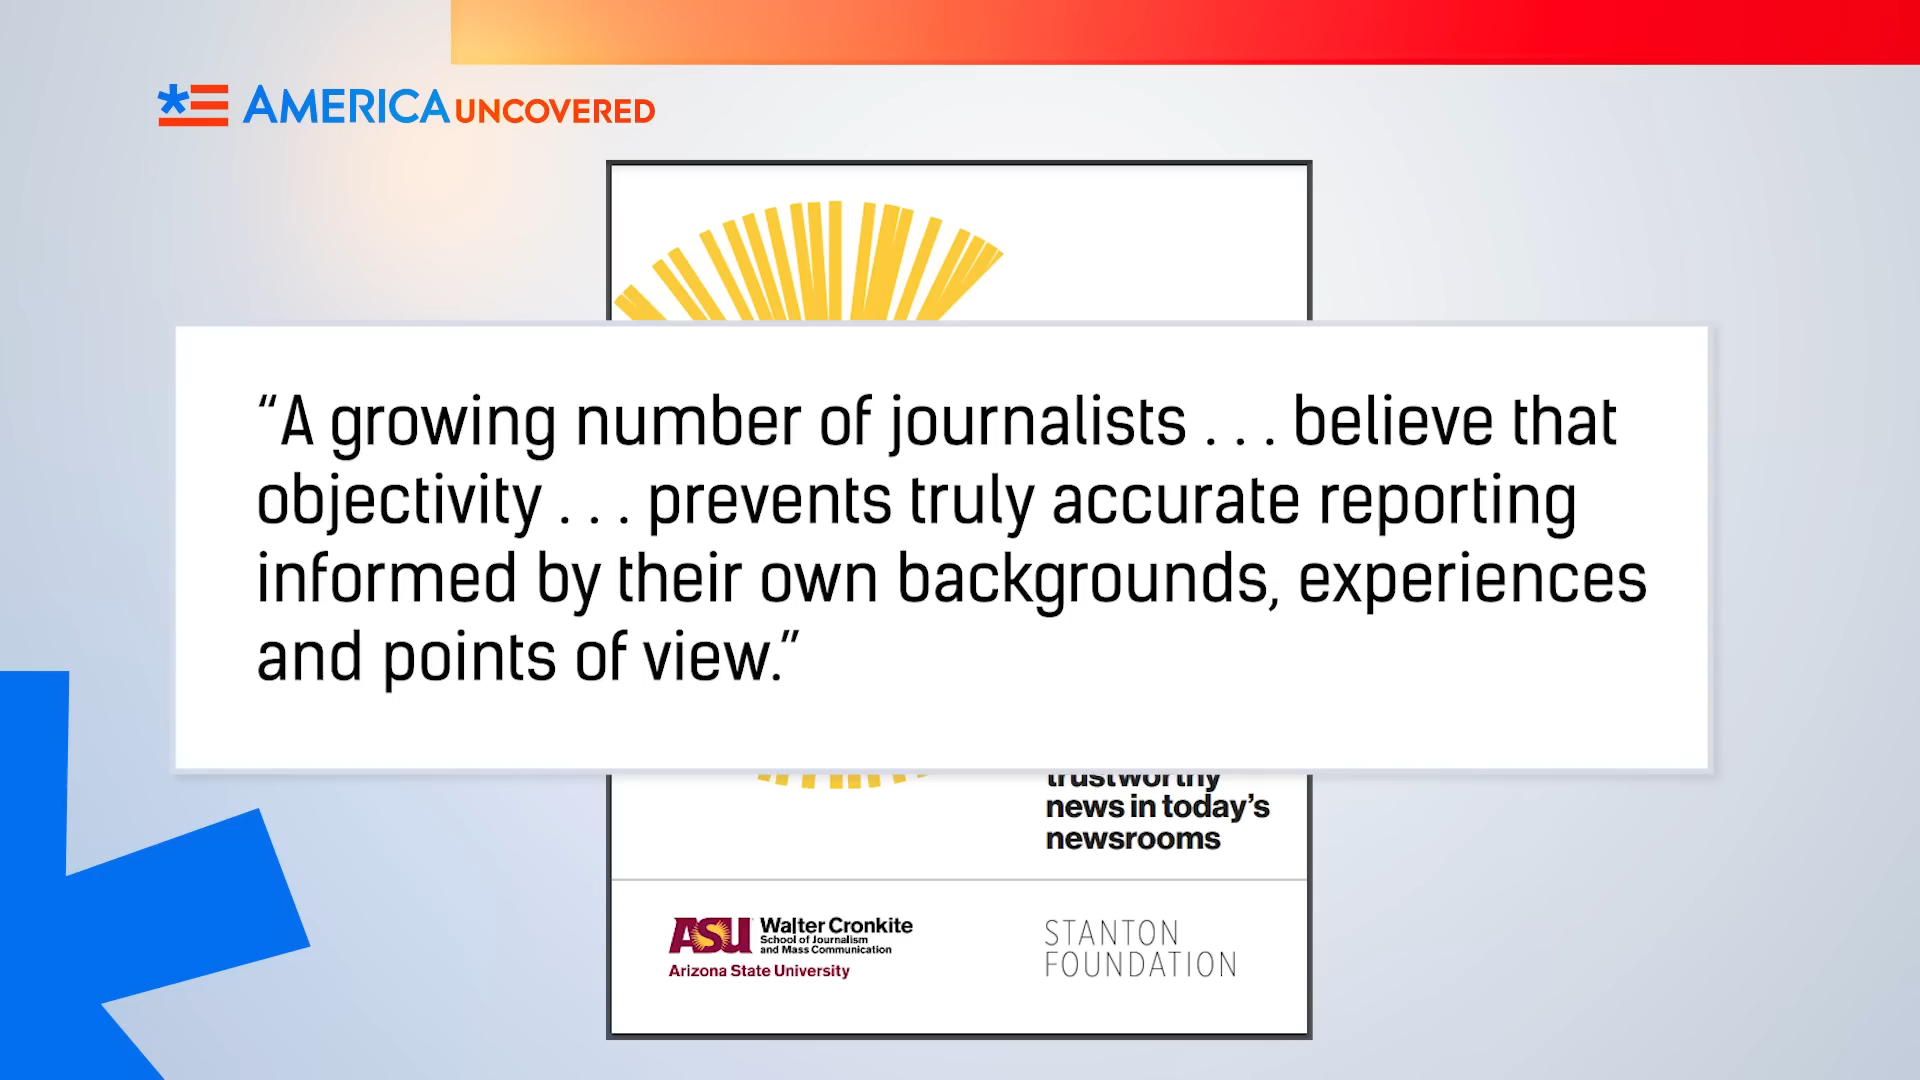 AMERICA UNCOVERED
“A growing number of journalists . . . believe that
objectivity . . . prevents truly accurate reporting
informed by their own backgrounds, experiences
and points of view.”
trustworthy
news in today’s
newsrooms
ASU Walter Cronkite
School of Journalism
and Mass Communication
Arizona State University
STANTON
FOUNDATION